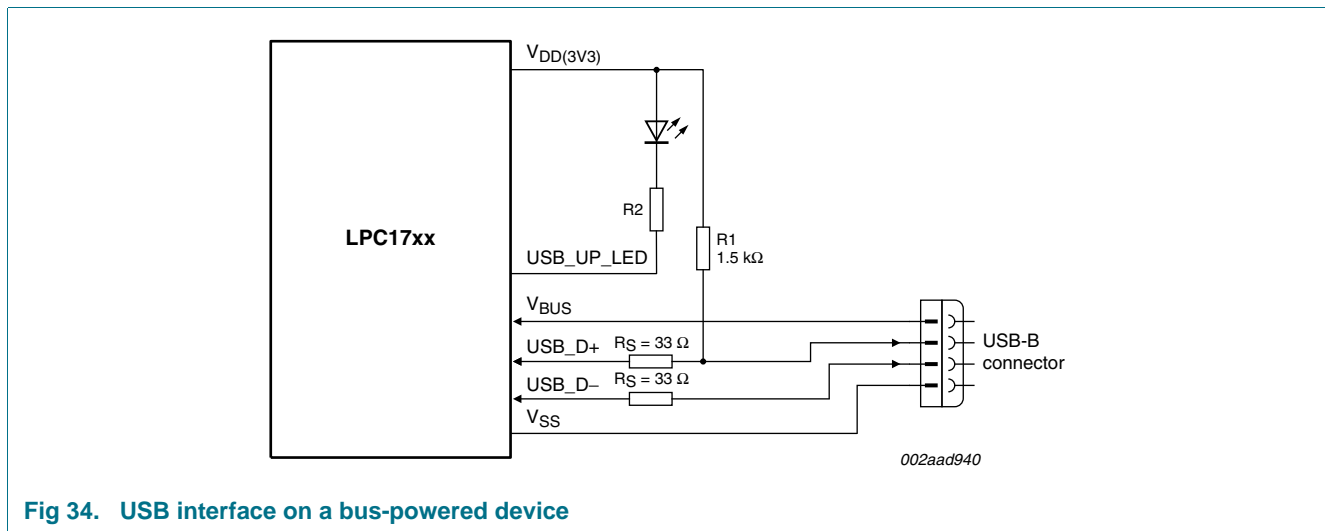 VDD(3V3)
R2
LPC17xx
R1
1.5 kΩ
USB_UP_LED
VBUS
USB_D+
RS = 33 Ω
USB-B
connector
USB_D−
RS = 33 Ω
VSS
002aad940
Fig 34. USB interface on a bus-powered device